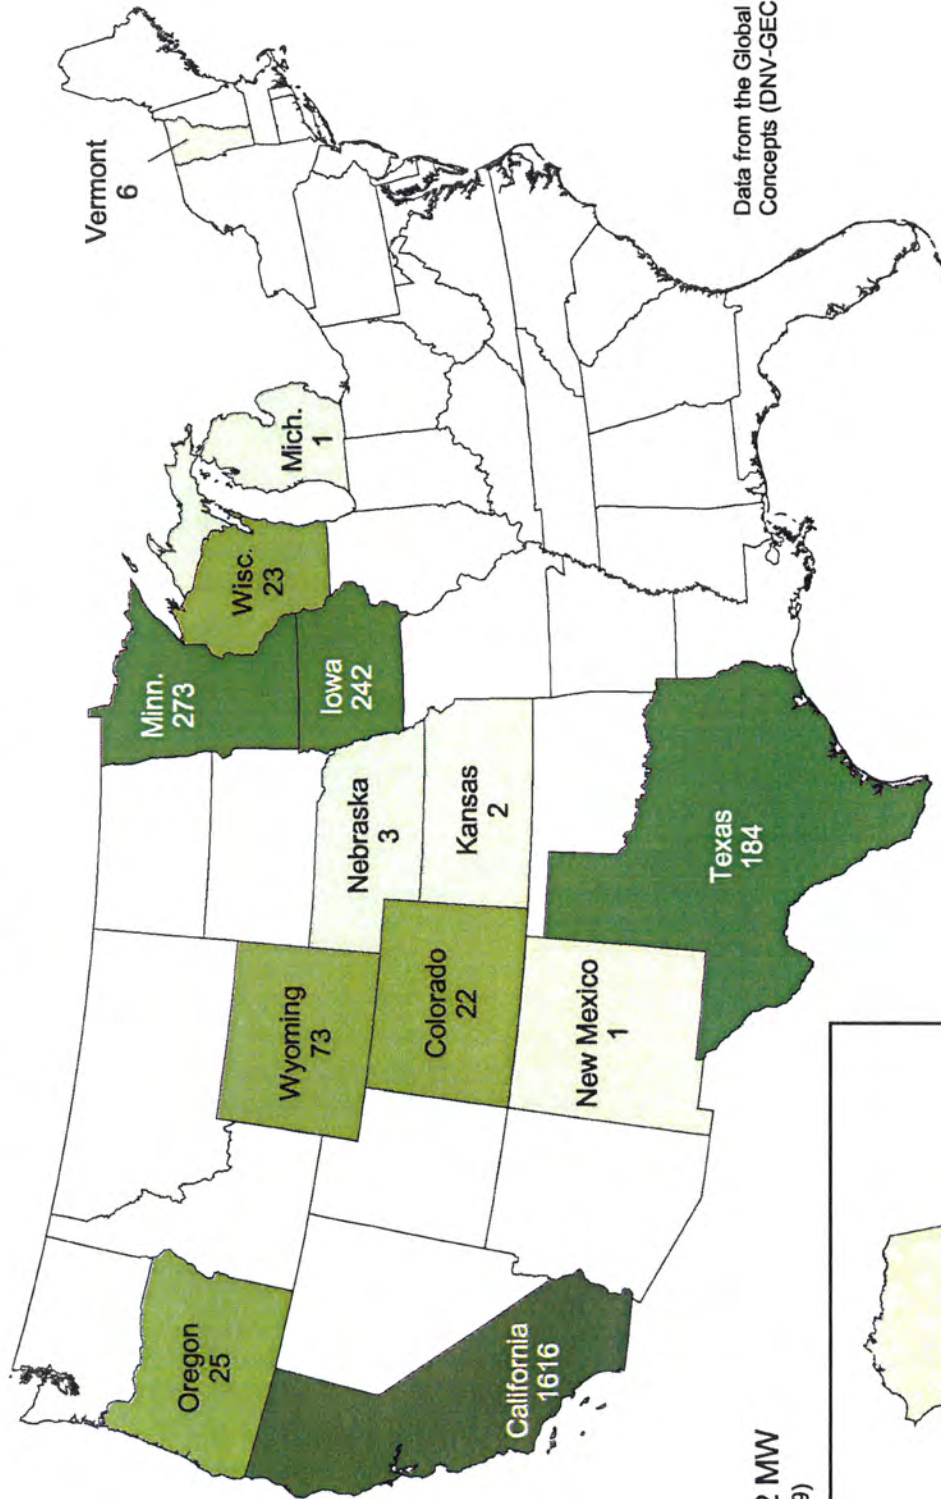 Vermont
6
Mich.
1
Wisc.
23
Minn.
273
Iowa
242
Nebraska
3
Kansas
2
Wyoming
73
Colorado
22
New Mexico
1
Texas
184
Oregon
25
California
1616
Data from the Global
Concepts (DNV-GEC
MW
9)